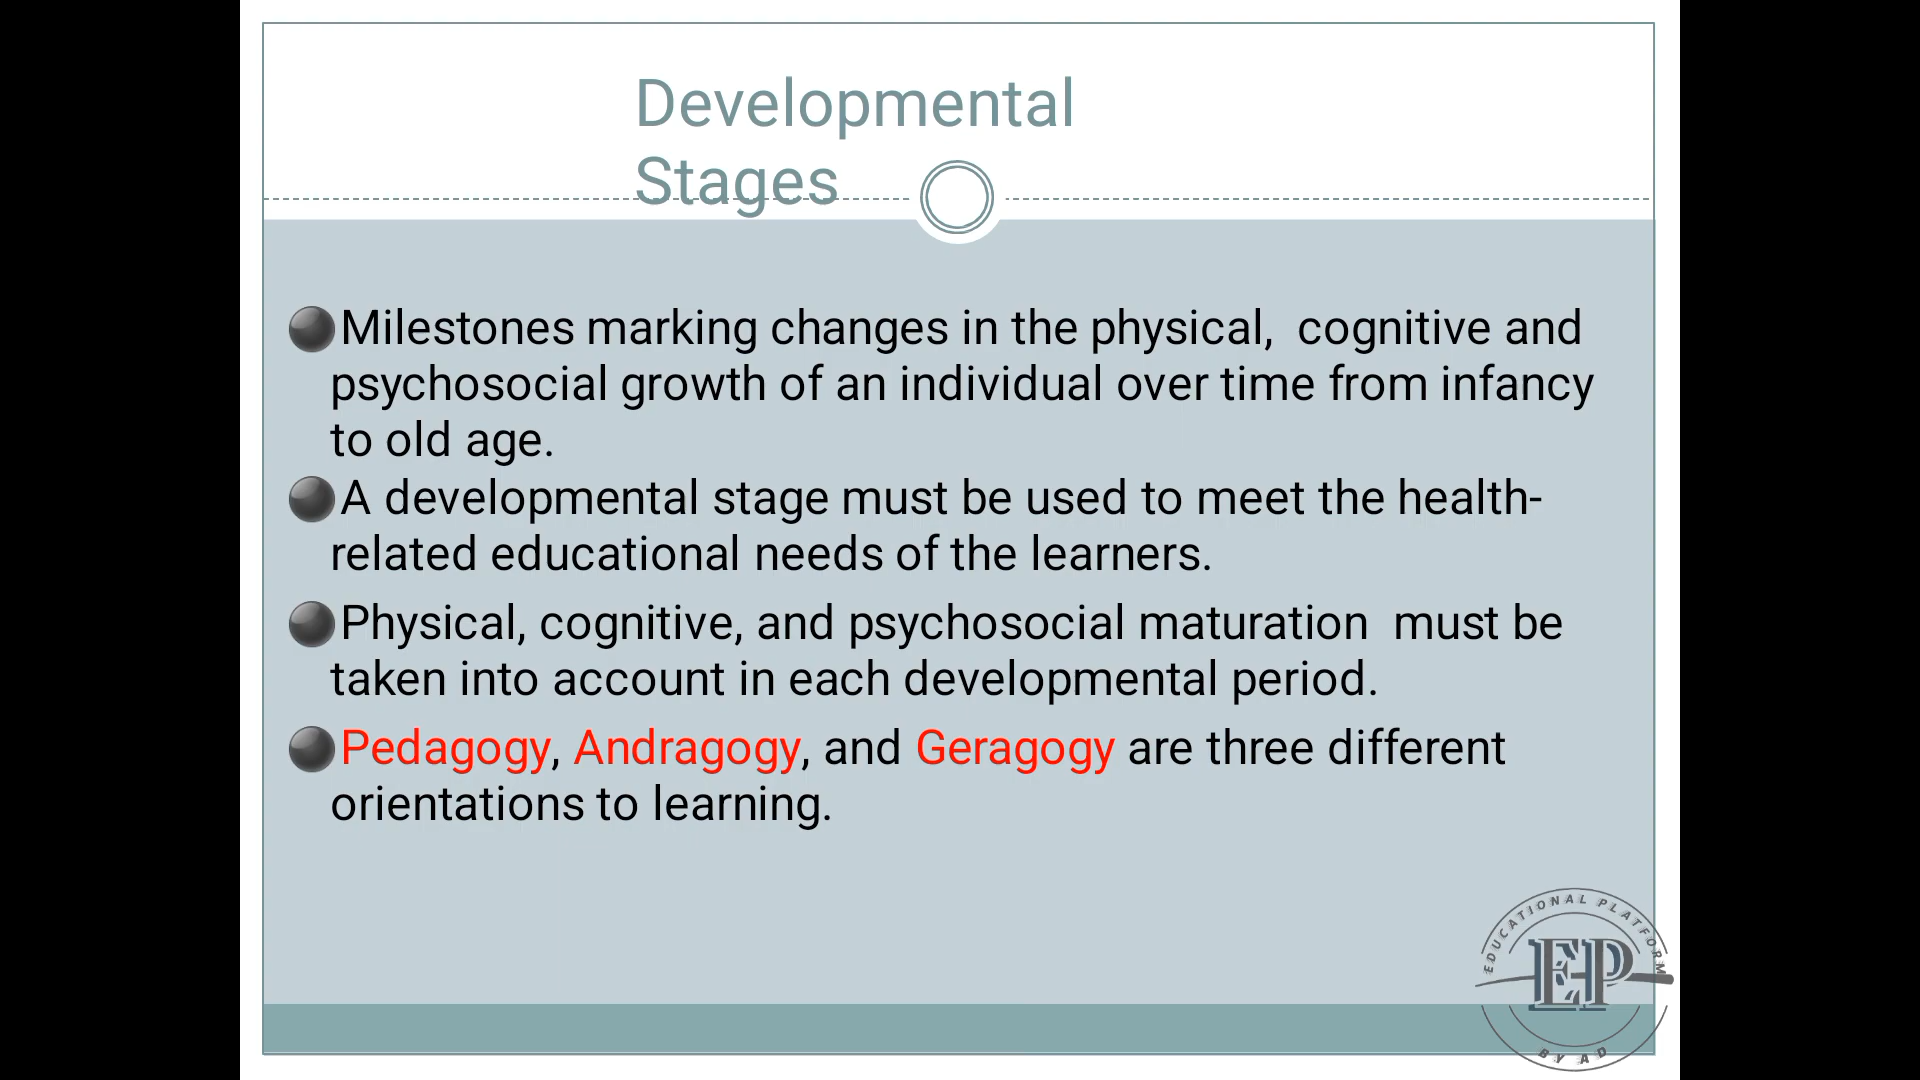 Developmental
Stages
Milestones marking changes in the physical,  cognitive and
psychosocial growth of an individual over time from infancy
to old age.
A developmental stage must be used to meet the health-
related educational needs of the learners.
Physical, cognitive, and psychosocial maturation  must be
taken into account in each developmental period.
Pedagogy, Andragogy, and Geragogy are three different
orientations to learning.
EDUCATIONAL PLATFORM
EP
BY AD